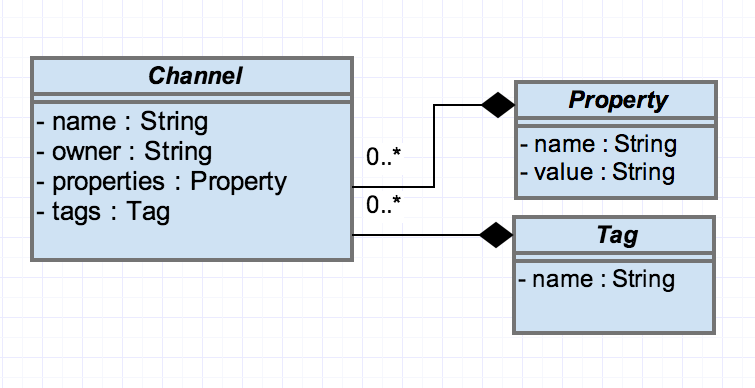 Channel
- name : String
- owner : String
- properties : Property
- tags : Tag
0..*
0..*
Property
- name : String
- value : String
Tag
- name : String